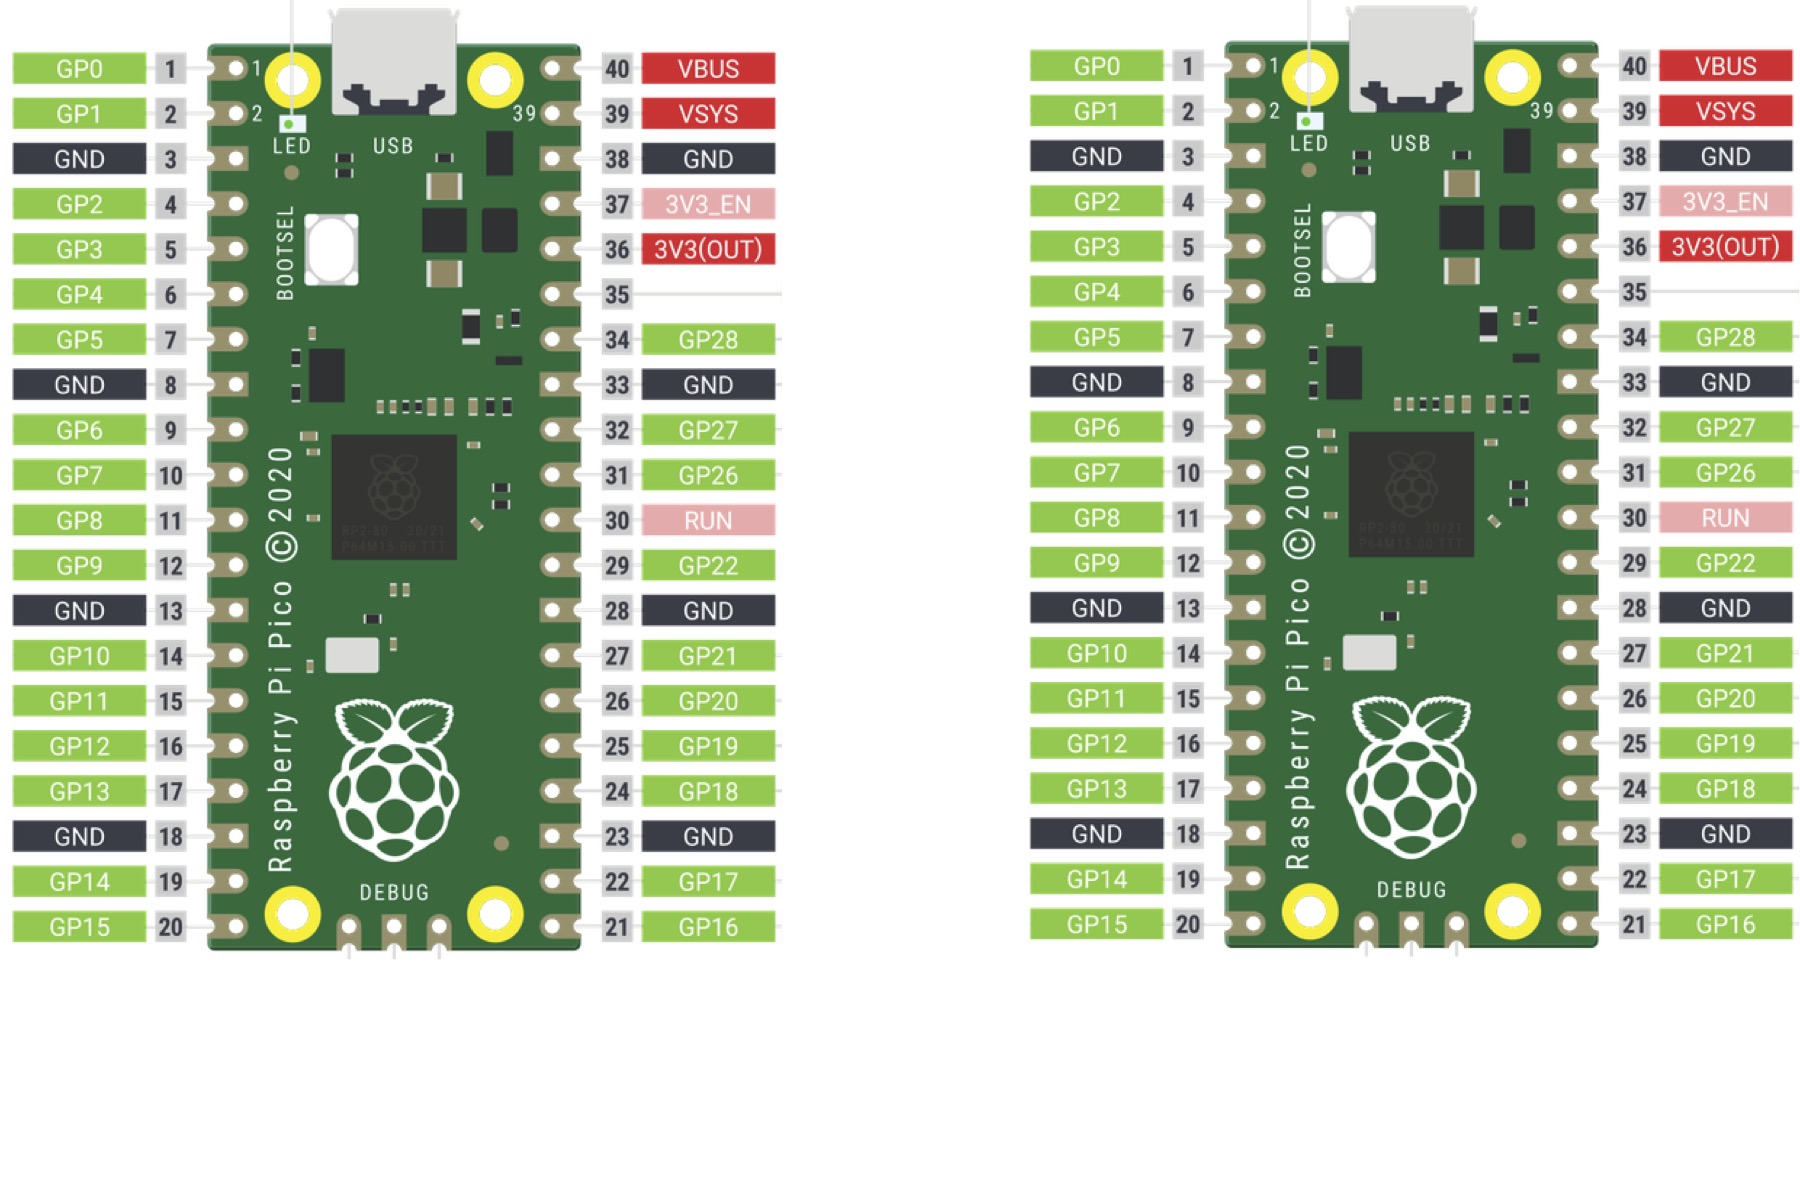 GP0 1 1 40 VBUS
GP1 2 2 39 39 VSYS
LED USB
GND 3 38 GND
GP2 4 37 3V3_EN
BOOTSEL
GP3 5 36 3V3(OUT)
GP4 6 35
GP5 7 34 GP28
GND 8 33 GND
GP6 9 32 GP27
GP7 10 31 GP26
GP8 11 30 RUN
GP9 12 29 GP22
GND 13 28 GND
GP10 14 27 GP21
GP11 15 26 GP20
GP12 16 25 GP19
GP13 17 24 GP18
GND 18 23 GND
GP14 19 22 GP17
GP15 20 21 GP16
Raspberry Pi Pico ©2020
DEBUG
GP0 1 1 40 VBUS
GP1 2 2 39 39 VSYS
LED USB
GND 3 38 GND
GP2 4 37 3V3_EN
BOOTSEL
GP3 5 36 3V3(OUT)
GP4 6 35
GP5 7 34 GP28
GND 8 33 GND
GP6 9 32 GP27
GP7 10 31 GP26
GP8 11 30 RUN
GP9 12 29 GP22
GND 13 28 GND
GP10 14 27 GP21
GP11 15 26 GP20
GP12 16 25 GP19
GP13 17 24 GP18
GND 18 23 GND
GP14 19 22 GP17
GP15 20 21 GP16
Raspberry Pi Pico ©2020
DEBUG